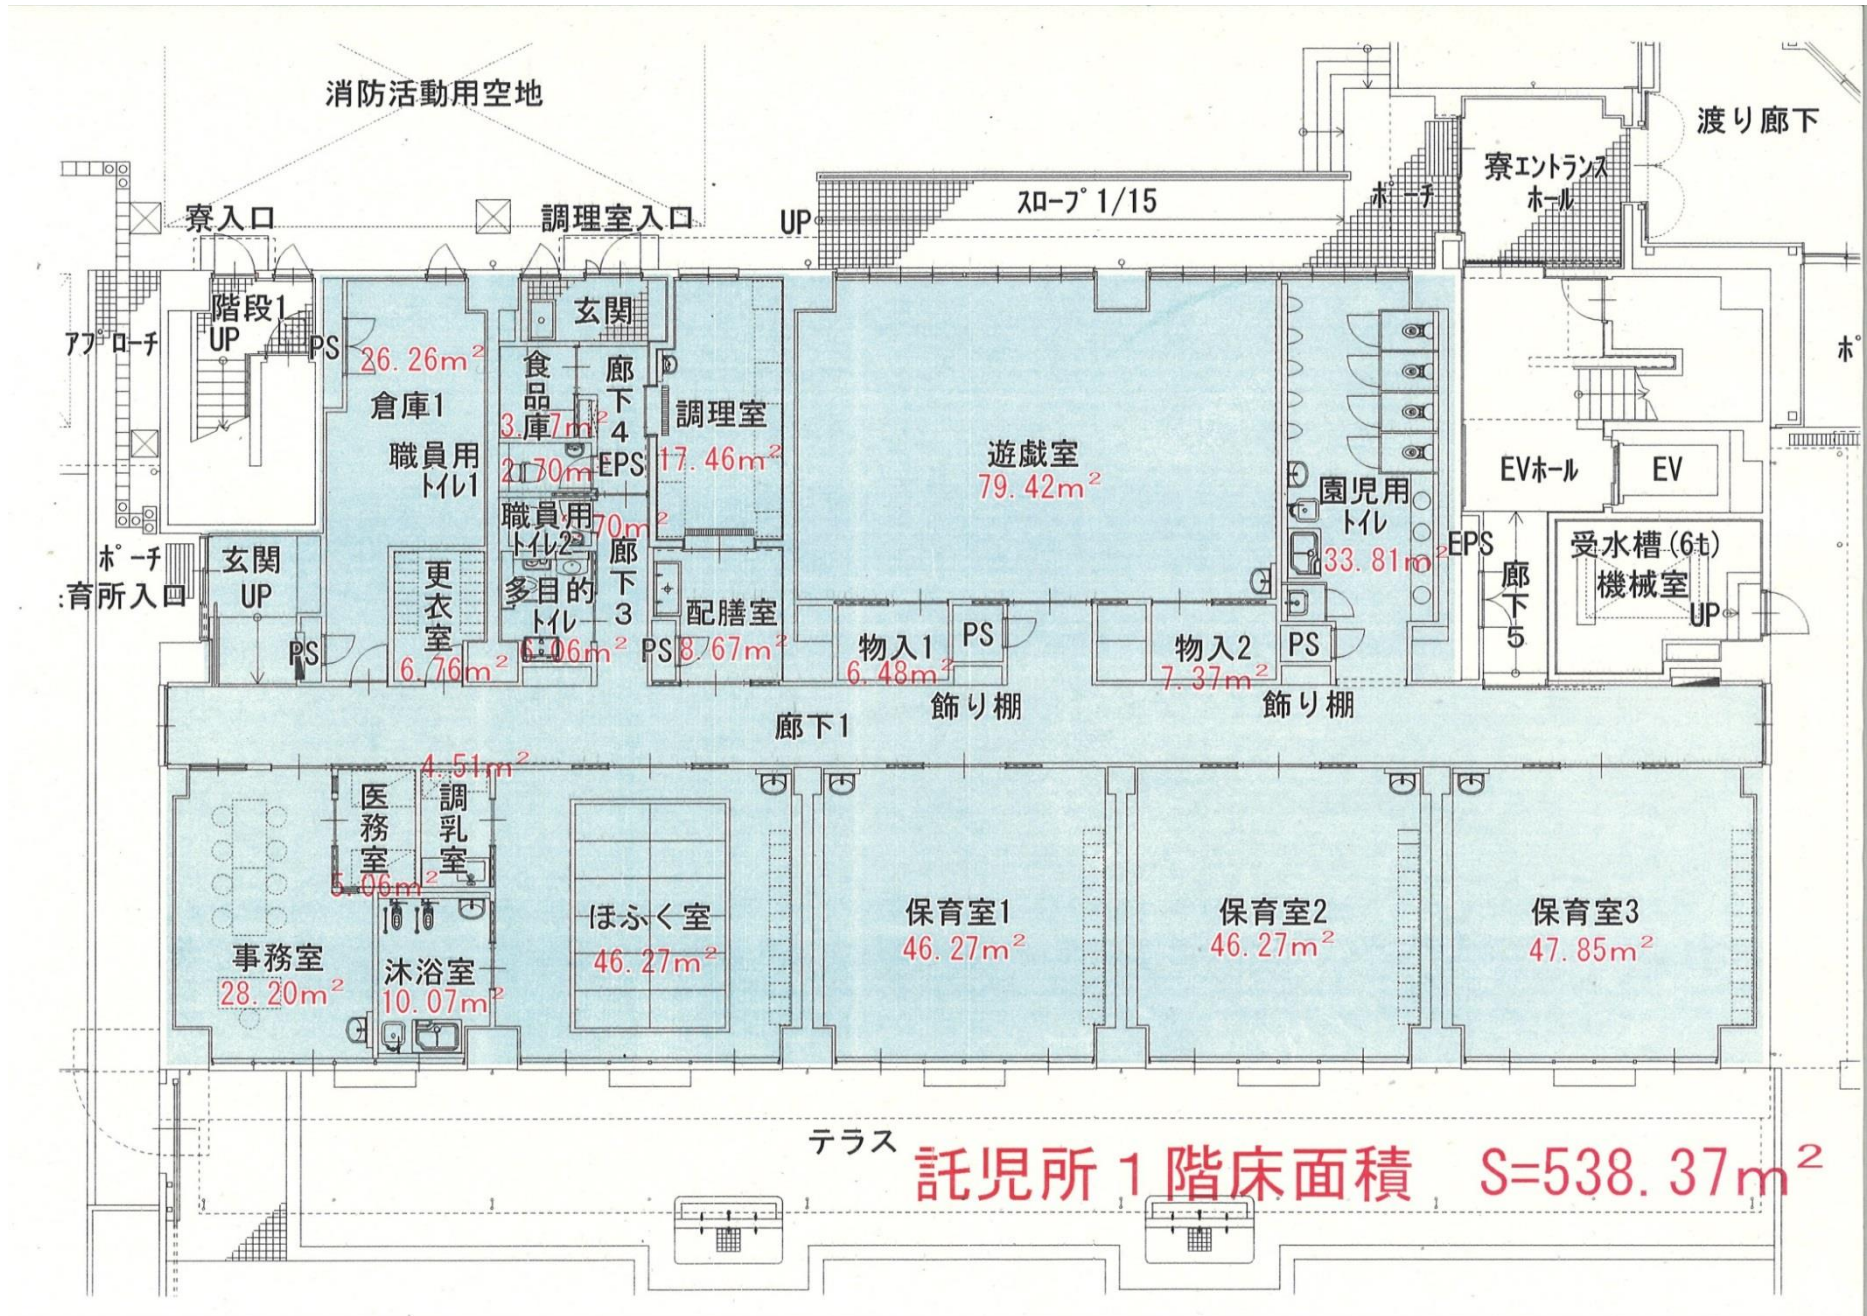 消防活動用空地
渡り廊下
寮エントランス
ホール
ポーチ
スロープ 1/15
UP
寮入口
調理室入口
階段1
UP
アプローチ
PS
26.26m²
倉庫1
職員用
トイレ1
玄関
食品庫
廊下4
調理室
17.46m²
EPS
2.70m²
職員用
トイレ2
廊下3
多目的
トイレ
6.06m²
配膳室
8.67m²
PS
遊戯室
79.42m²
園児用
トイレ
33.81m²
EVホール
EV
EPS
廊下5
受水槽(6t)
機械室
UP
ポーチ
育所入口
玄関
UP
PS
更衣室
6.76m²
物入1
6.48m²
PS
物入2
7.37m²
PS
飾り棚
飾り棚
廊下1
4.51m²
医務室
調乳室
5.06m²
事務室
28.20m²
沐浴室
10.07m²
ほふく室
46.27m²
保育室1
46.27m²
保育室2
46.27m²
保育室3
47.85m²
テラス
託児所1階床面積 S=538.37m²